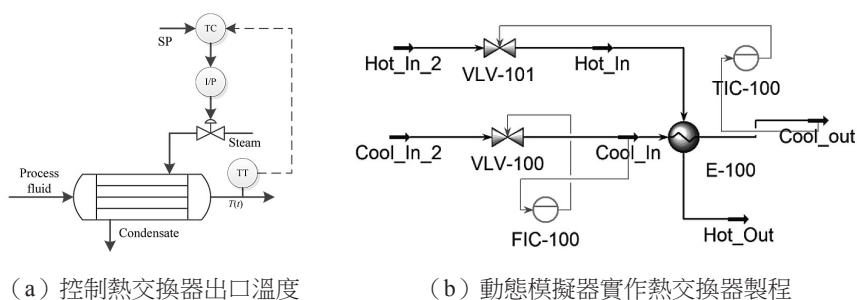 SP
TC
I/P
Steam
Process
fluid
TT
T(t)
Condensate
Hot_In_2
VLV-101
Hot_In
TIC-100
Cool_In_2
VLV-100
Cool_In
E-100
Cool_out
FIC-100
Hot_Out
（a）控制熱交換器出口溫度
（b）動態模擬器實作熱交換器製程